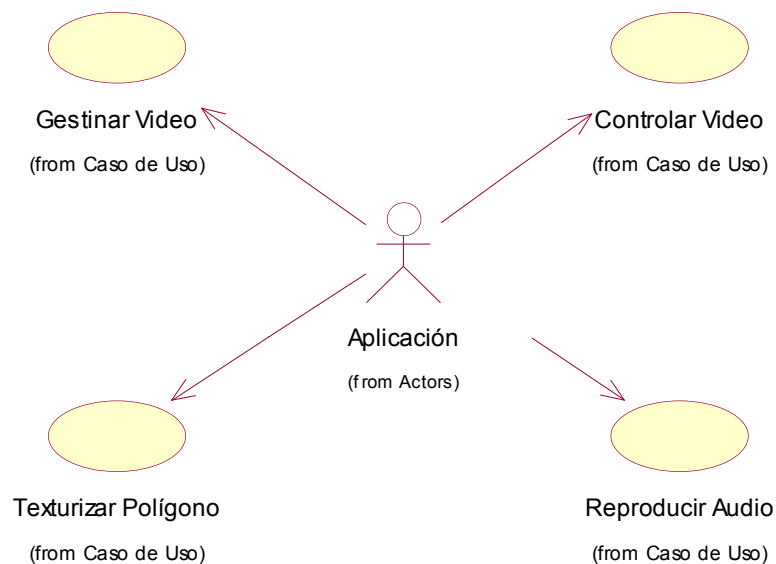 Gestinar Video
(from Caso de Uso)
Controlar Video
(from Caso de Uso)
Aplicación
(from Actors)
Texturizar Polígono
(from Caso de Uso)
Reproducir Audio
(from Caso de Uso)